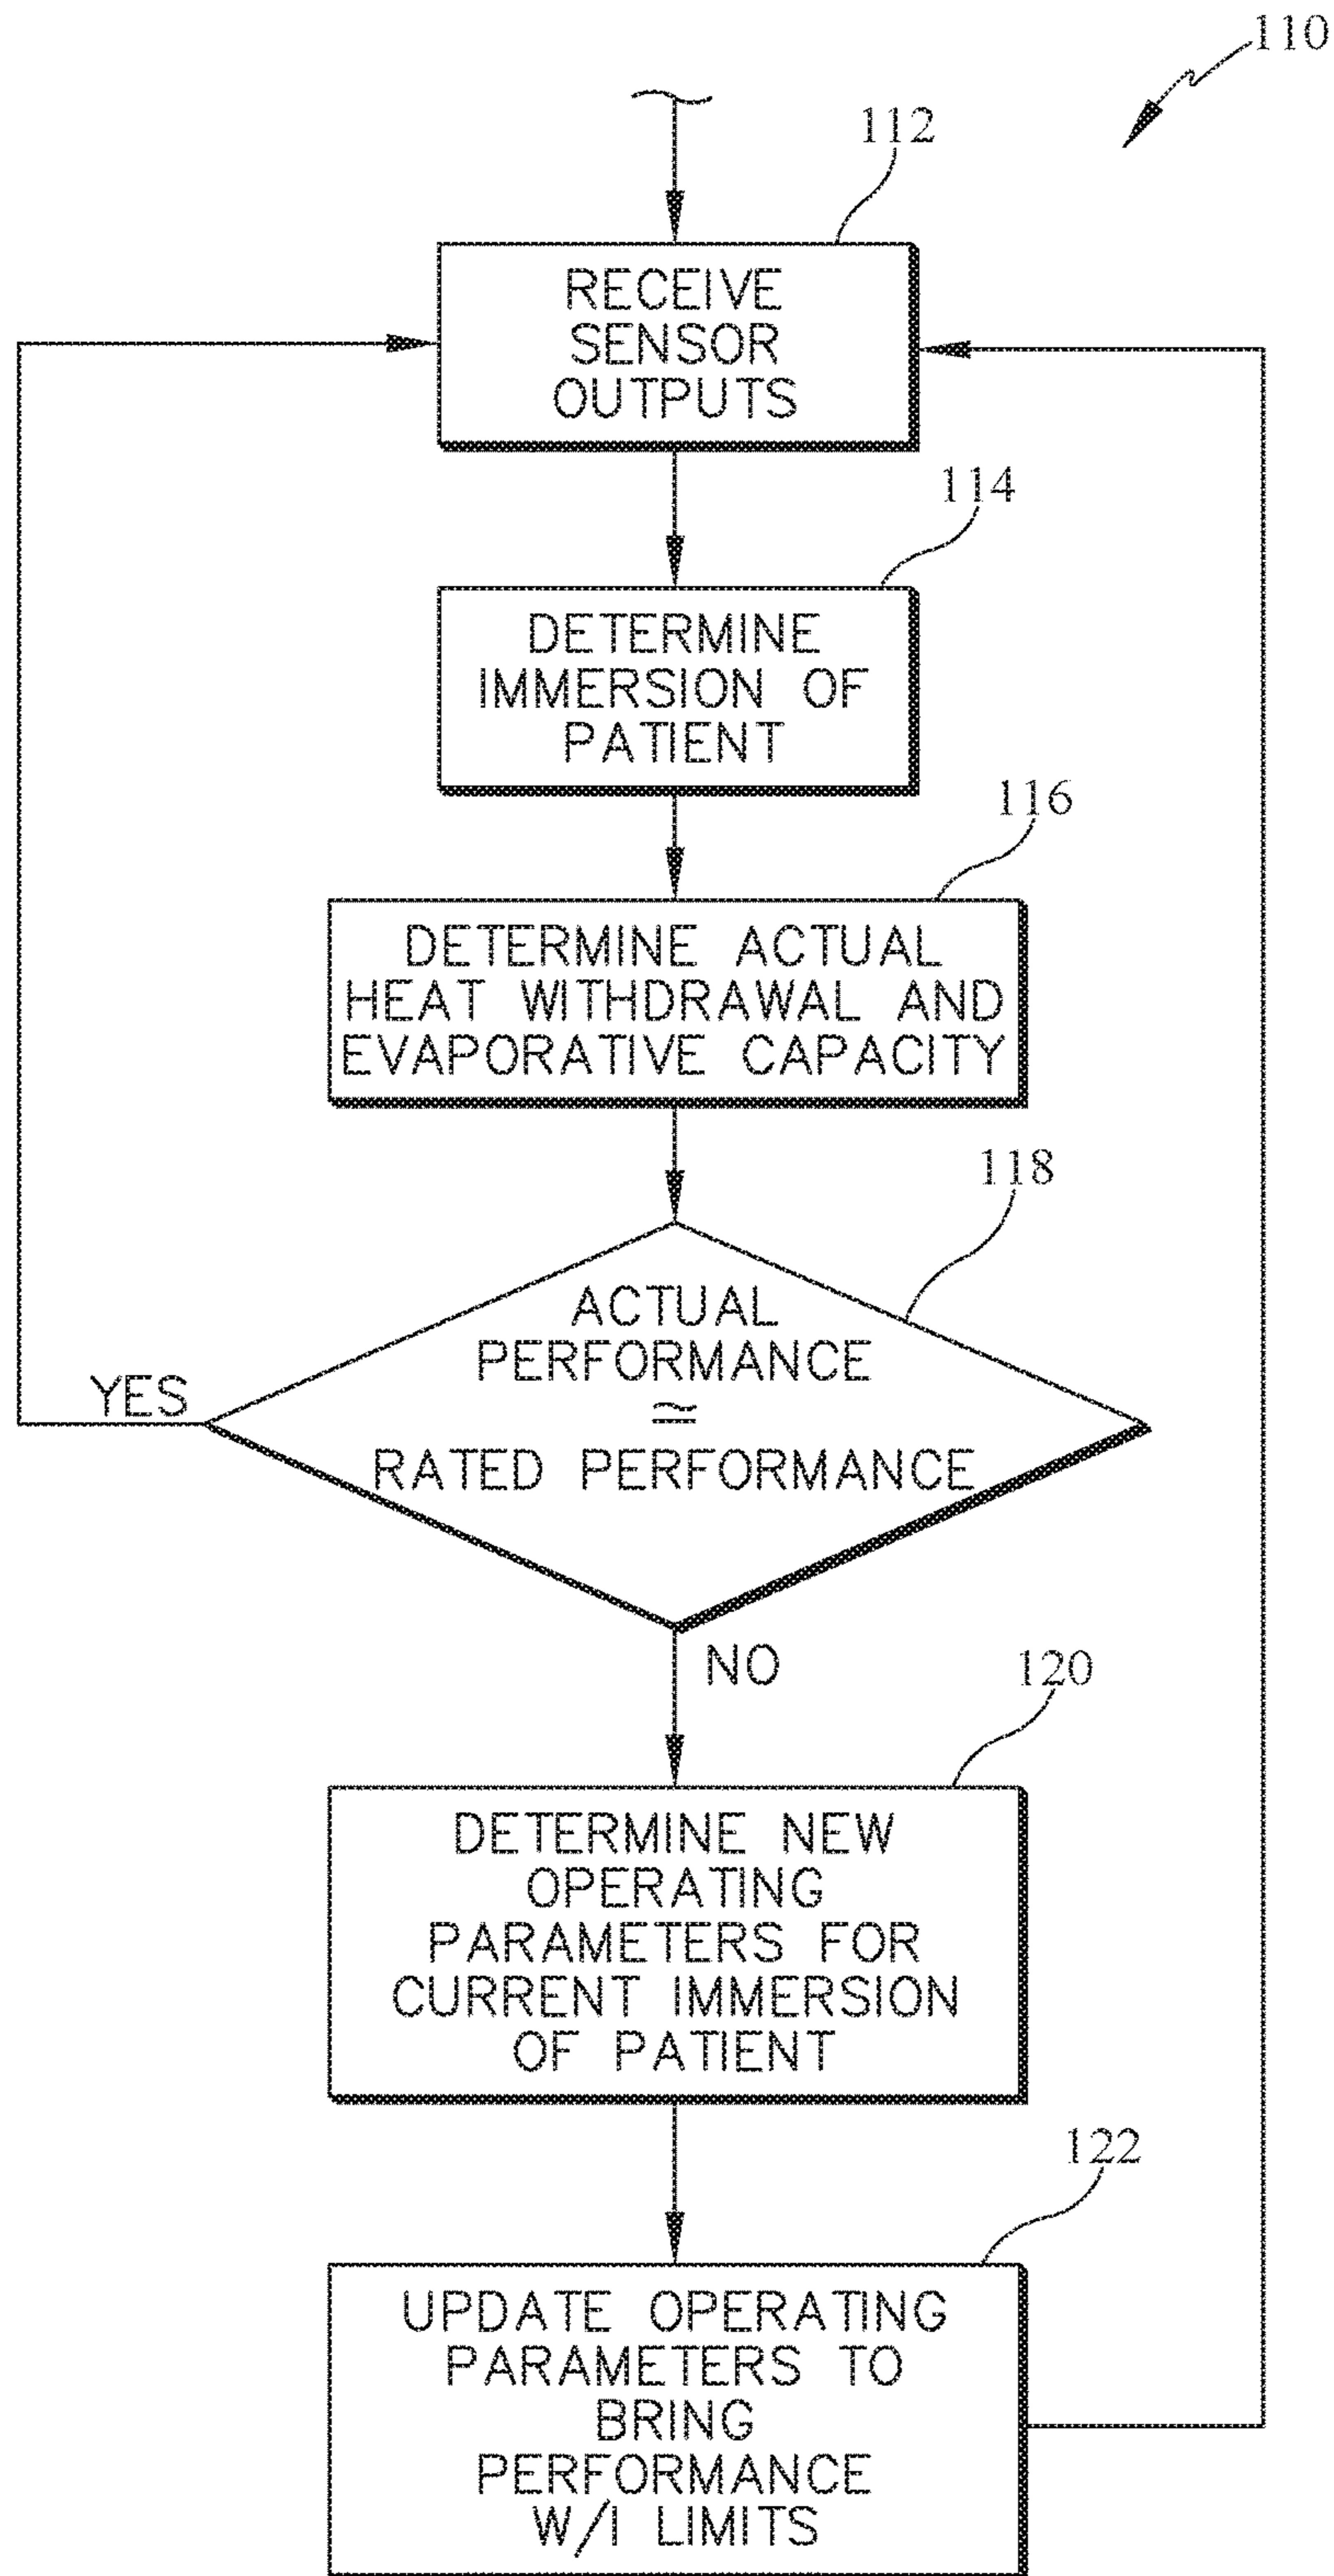 110
112
RECEIVE
SENSOR
OUTPUTS
114
DETERMINE
IMMERSION OF
PATIENT
116
DETERMINE ACTUAL
HEAT WITHDRAWAL AND
EVAPORATIVE CAPACITY
118
ACTUAL
PERFORMANCE
≃
RATED PERFORMANCE
YES
NO
120
DETERMINE NEW
OPERATING
PARAMETERS FOR
CURRENT IMMERSION
OF PATIENT
122
UPDATE OPERATING
PARAMETERS TO
BRING
PERFORMANCE
W/I LIMITS